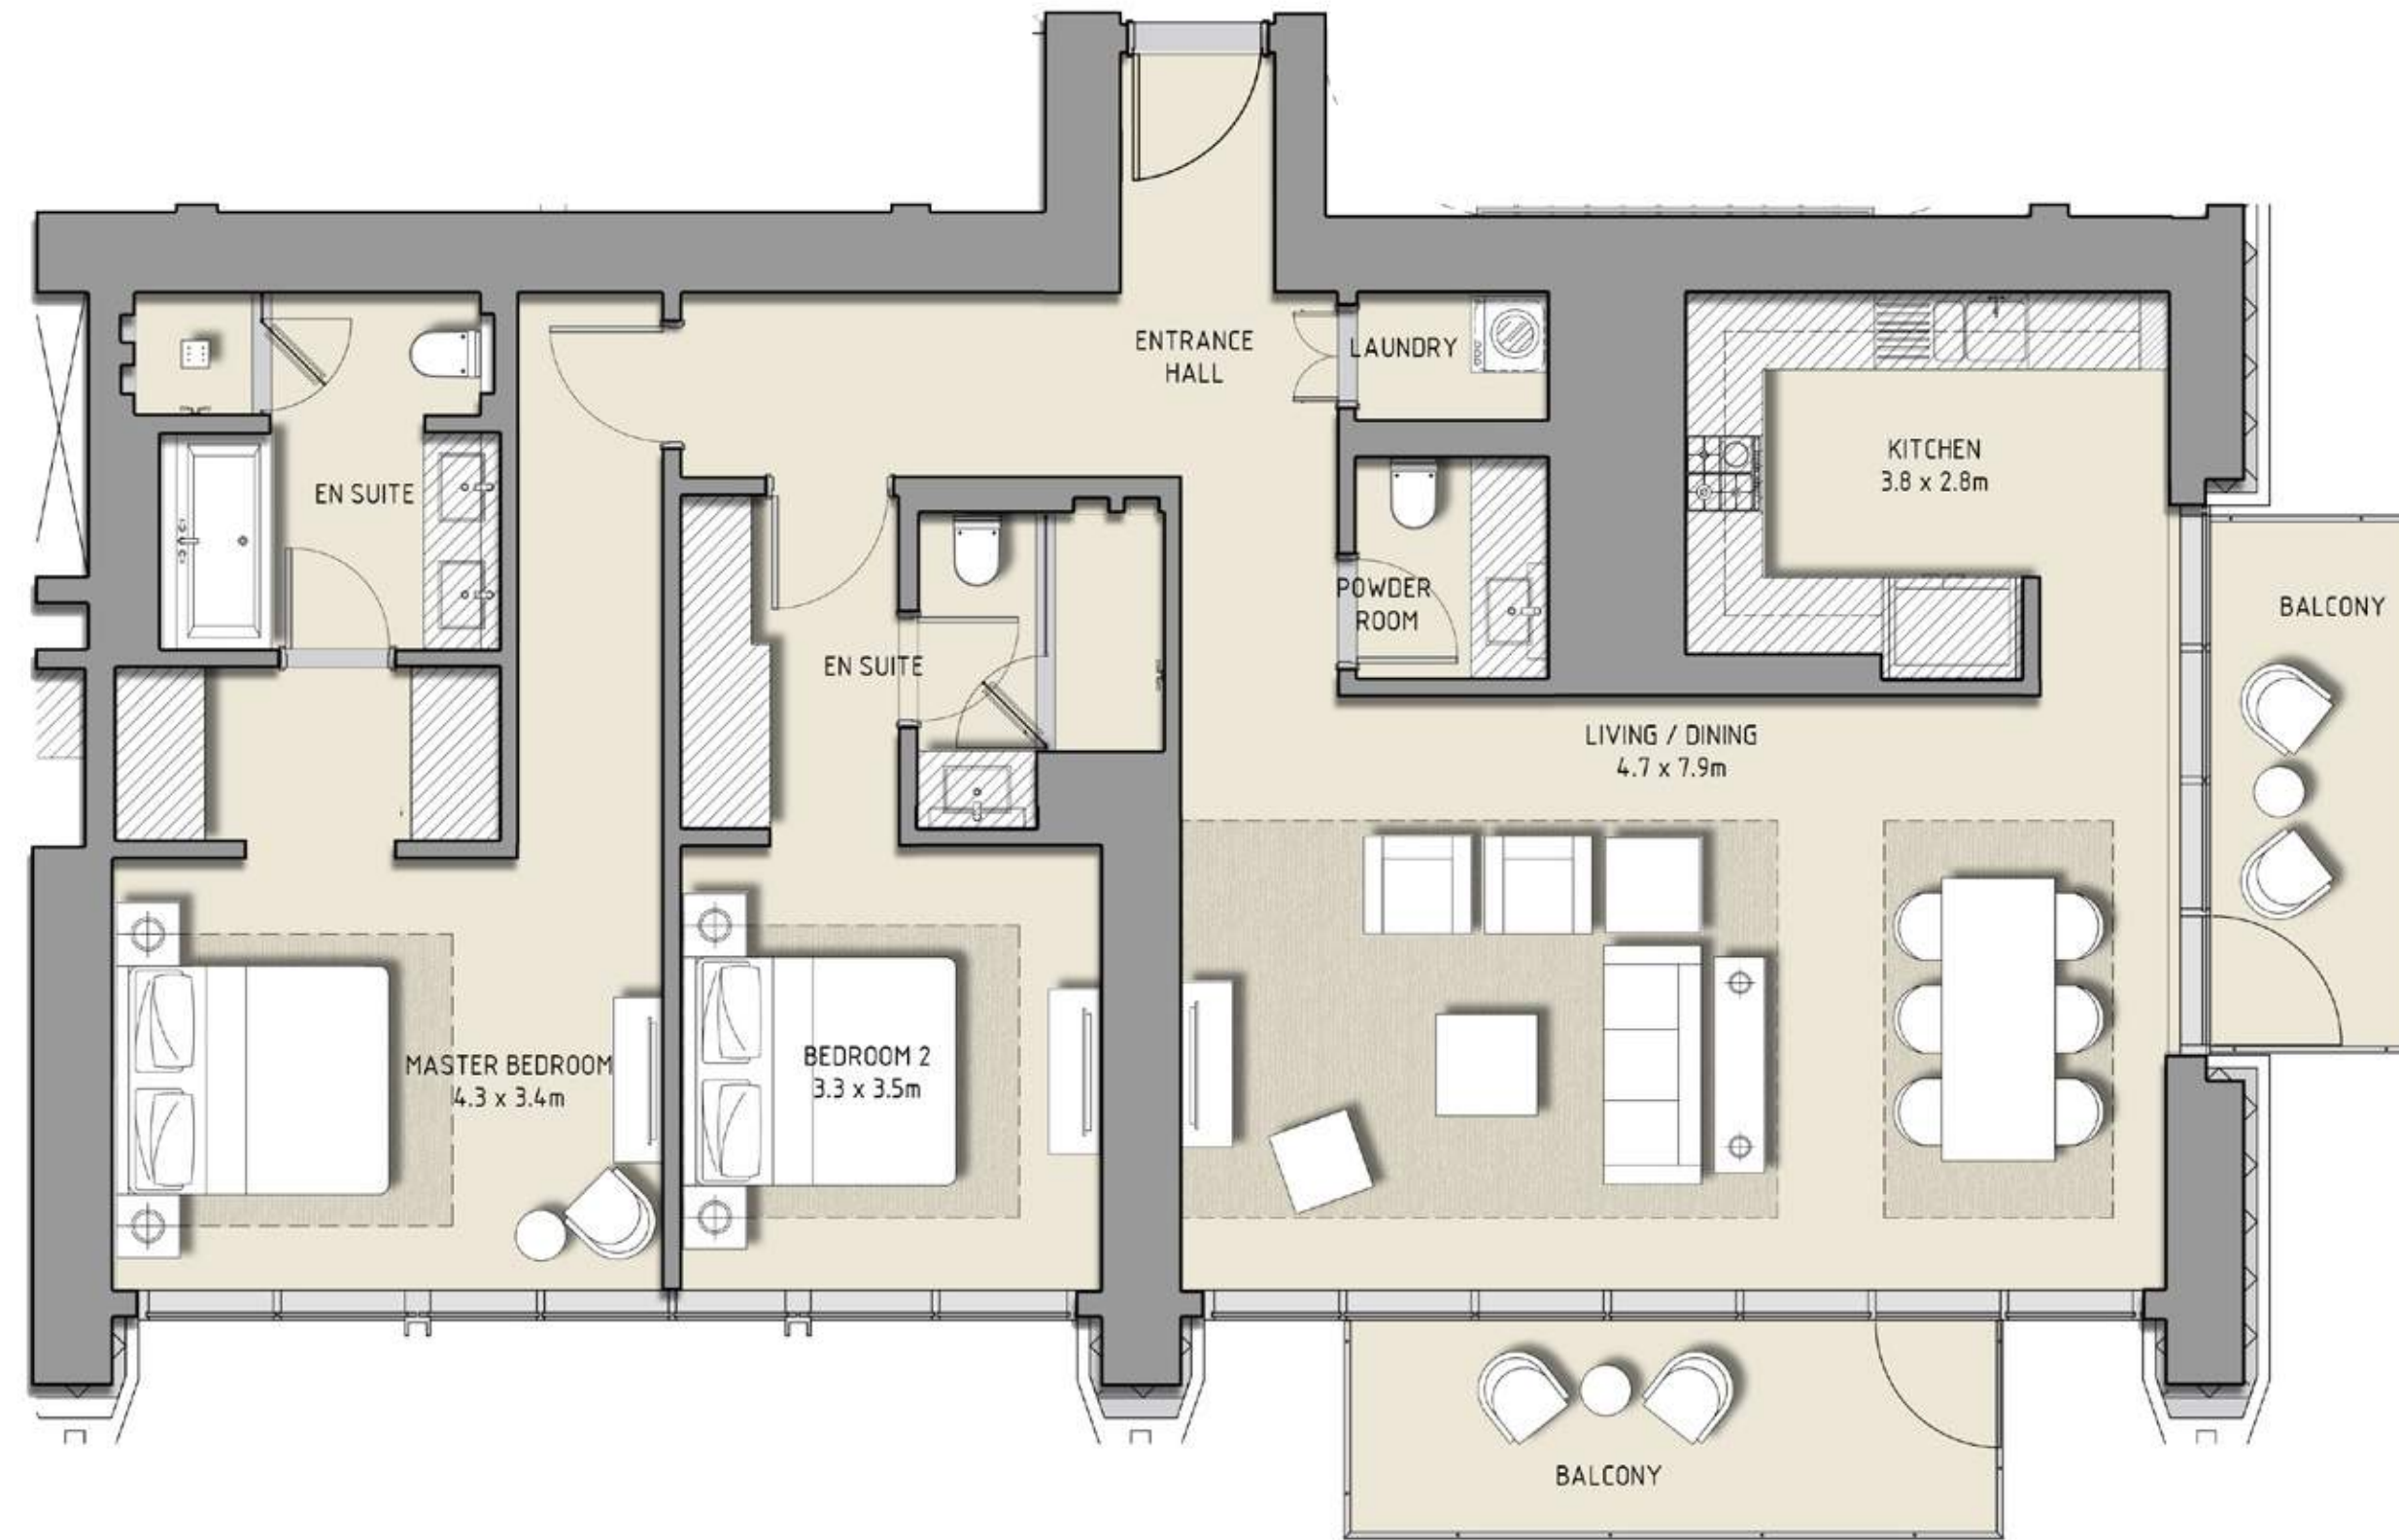 ENTRANCE
HALL
LAUNDRY
KITCHEN
3.8 x 2.8m
EN SUITE
POWDER
ROOM
BALCONY
EN SUITE
LIVING / DINING
4.7 x 7.9m
MASTER BEDROOM
4.3 x 3.4m
BEDROOM 2
3.3 x 3.5m
BALCONY